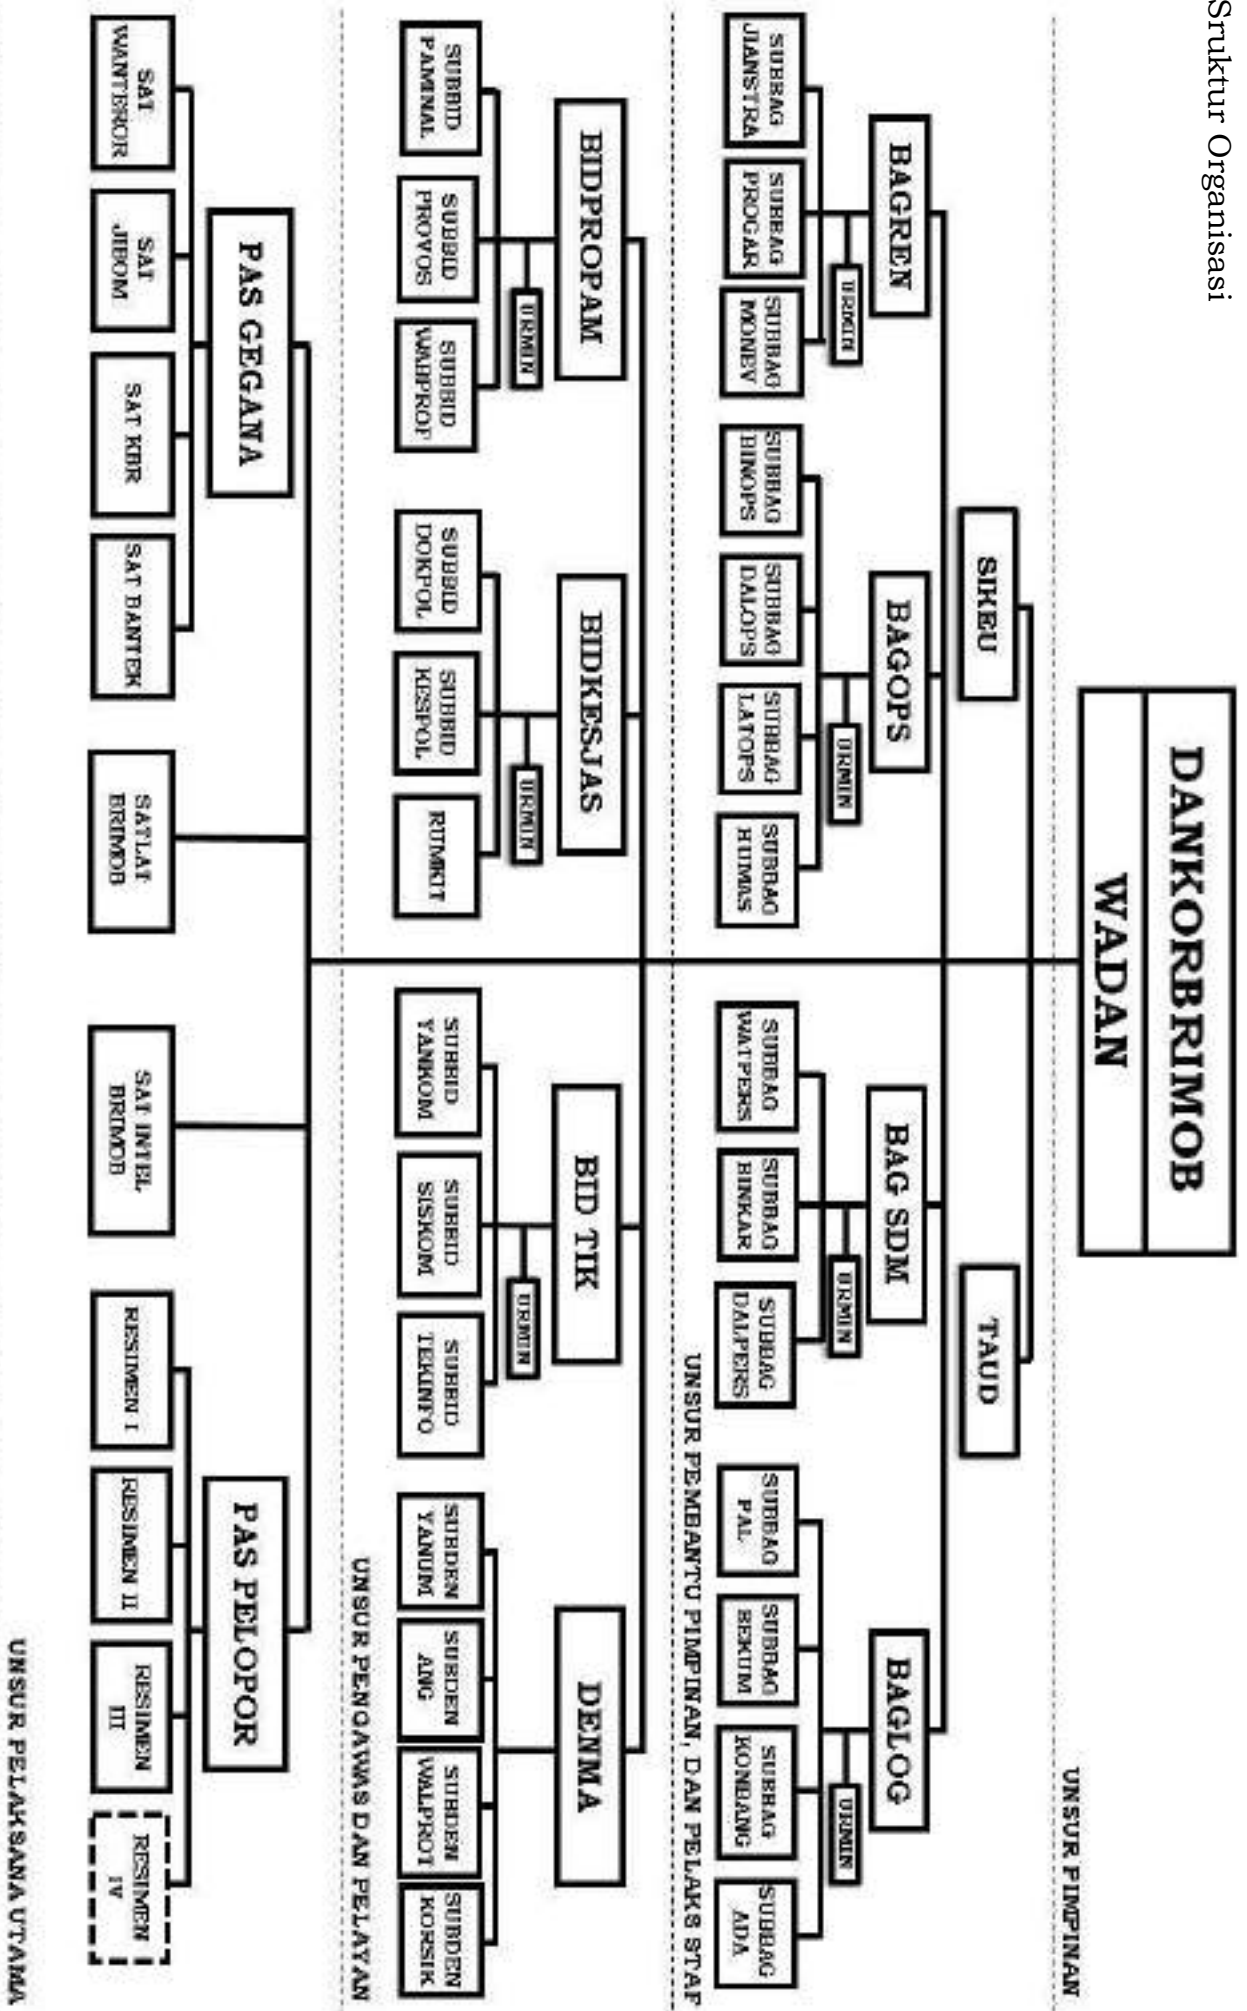 Sruktur Organisasi
DANKORBRIMOB
WADAN
UNSUR PIMPINAN
SIKEU
TAUD
BAGREN
BAGOPS
BAG SDM
BAGLOG
URMIN
URMIN
URMIN
URMIN
SUBBAG
JIANSTRA
SUBBAG
PROGAR
SUBBAG
MONEV
SUBBAG
BINOPS
SUBBAG
DALOPS
SUBBAG
LATOPS
SUBBAG
HUMAS
SUBBAG
WATPERS
SUBBAG
BINKAR
SUBBAG
DALPERS
SUBBAG
PAL
SUBBAG
BEKUM
SUBBAG
KONBANG
SUBBAG
ADA
UNSUR PEMBANTU PIMPINAN, DAN PELAKS STAF
BIDPROPAM
BIDKESJAS
BID TIK
DENMA
URMIN
URMIN
URMIN
SUBBID
PAMINAL
SUBBID
PROVOS
SUBBID
WABPROF
SUBBID
DOKPOL
SUBBID
KESPOL
RUMKIT
SUBBID
YANKOM
SUBBID
SISKOM
SUBBID
TEKINFO
SUBDEN
YANUM
SUBDEN
ANG
SUBDEN
WALPROT
SUBDEN
KORSIK
UNSUR PENGAWAS DAN PELAYAN
PAS GEGANA
PAS PELOPOR
SAT
WANTEROR
SAT
JIBOM
SAT KBR
SAT BANTEK
SATLAT
BRIMOB
SAT INTEL
BRIMOB
RESIMEN I
RESIMEN II
RESIMEN
III
RESIMEN
IV
UNSUR PELAKSANA UTAMA